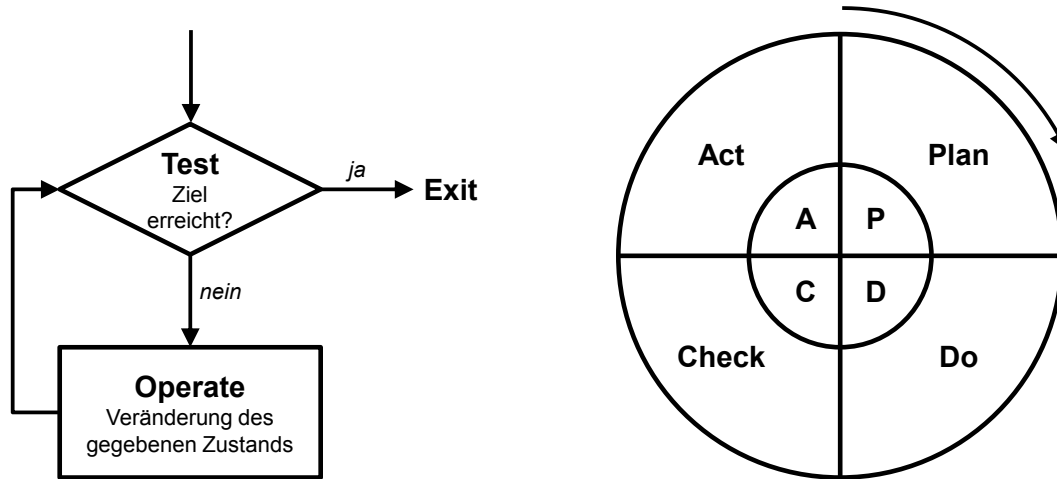 Test
Ziel
erreicht?
ja
Exit
nein
Operate
Veränderung des
gegebenen Zustands
Act
Plan
A
P
C
D
Check
Do